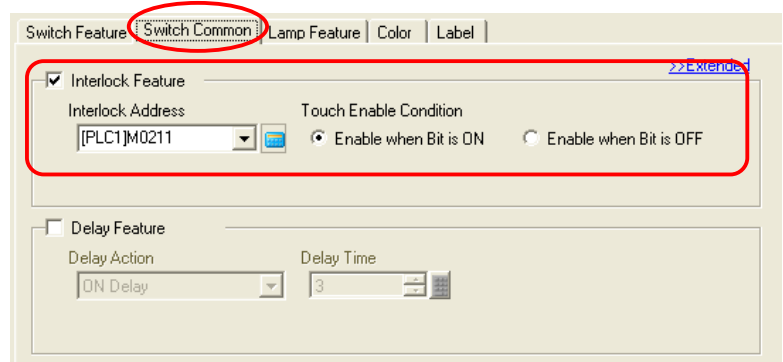 Switch Feature Switch Common Lamp Feature Color Label
>>Extended
Interlock Feature
Interlock Address Touch Enable Condition
[PLC1]M0211 Enable when Bit is ON Enable when Bit is OFF
Delay Feature
Delay Action Delay Time
ON Delay 3